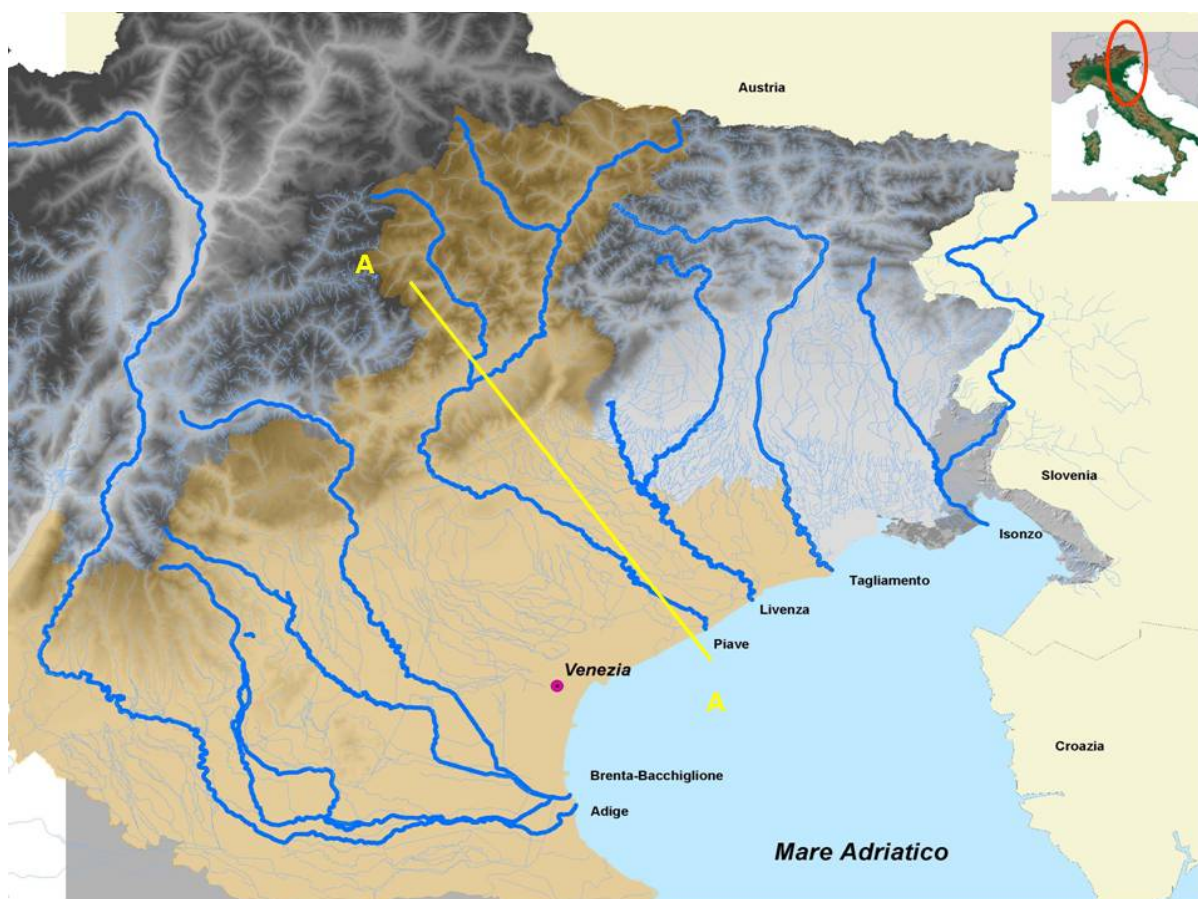 Austria
A
Slovenia
Isonzo
Tagliamento
Livenza
Piave
Venezia
A
Croazia
Brenta-Bacchiglione
Adige
Mare Adriatico